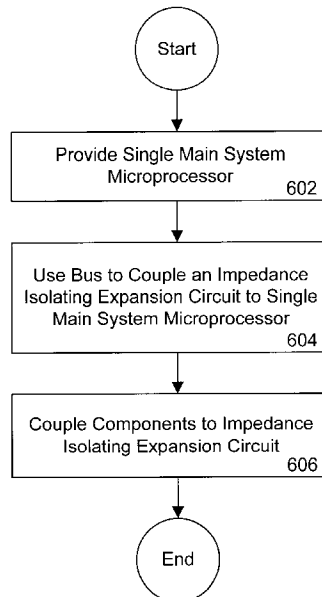 Start
Provide Single Main System
Microprocessor
602
Use Bus to Couple an Impedance
Isolating Expansion Circuit to Single
Main System Microprocessor
604
Couple Components to Impedance
Isolating Expansion Circuit
606
End